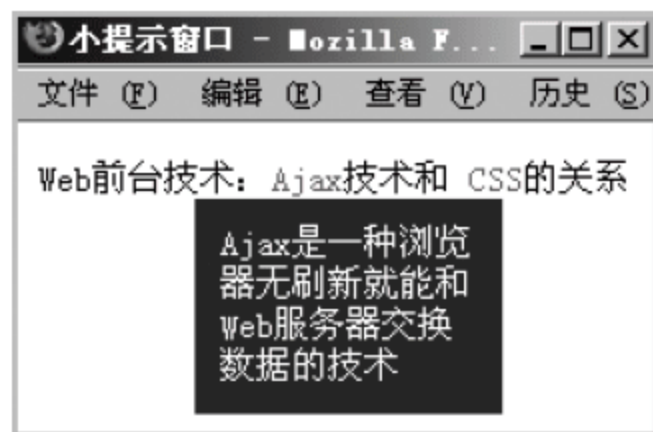 小提示窗口 - Mozilla F...
文件 (F) 编辑 (E) 查看 (V) 历史 (S)
Web前台技术：Ajax技术和 CSS的关系
Ajax是一种浏览
器无刷新就能和
Web服务器交换
数据的技术